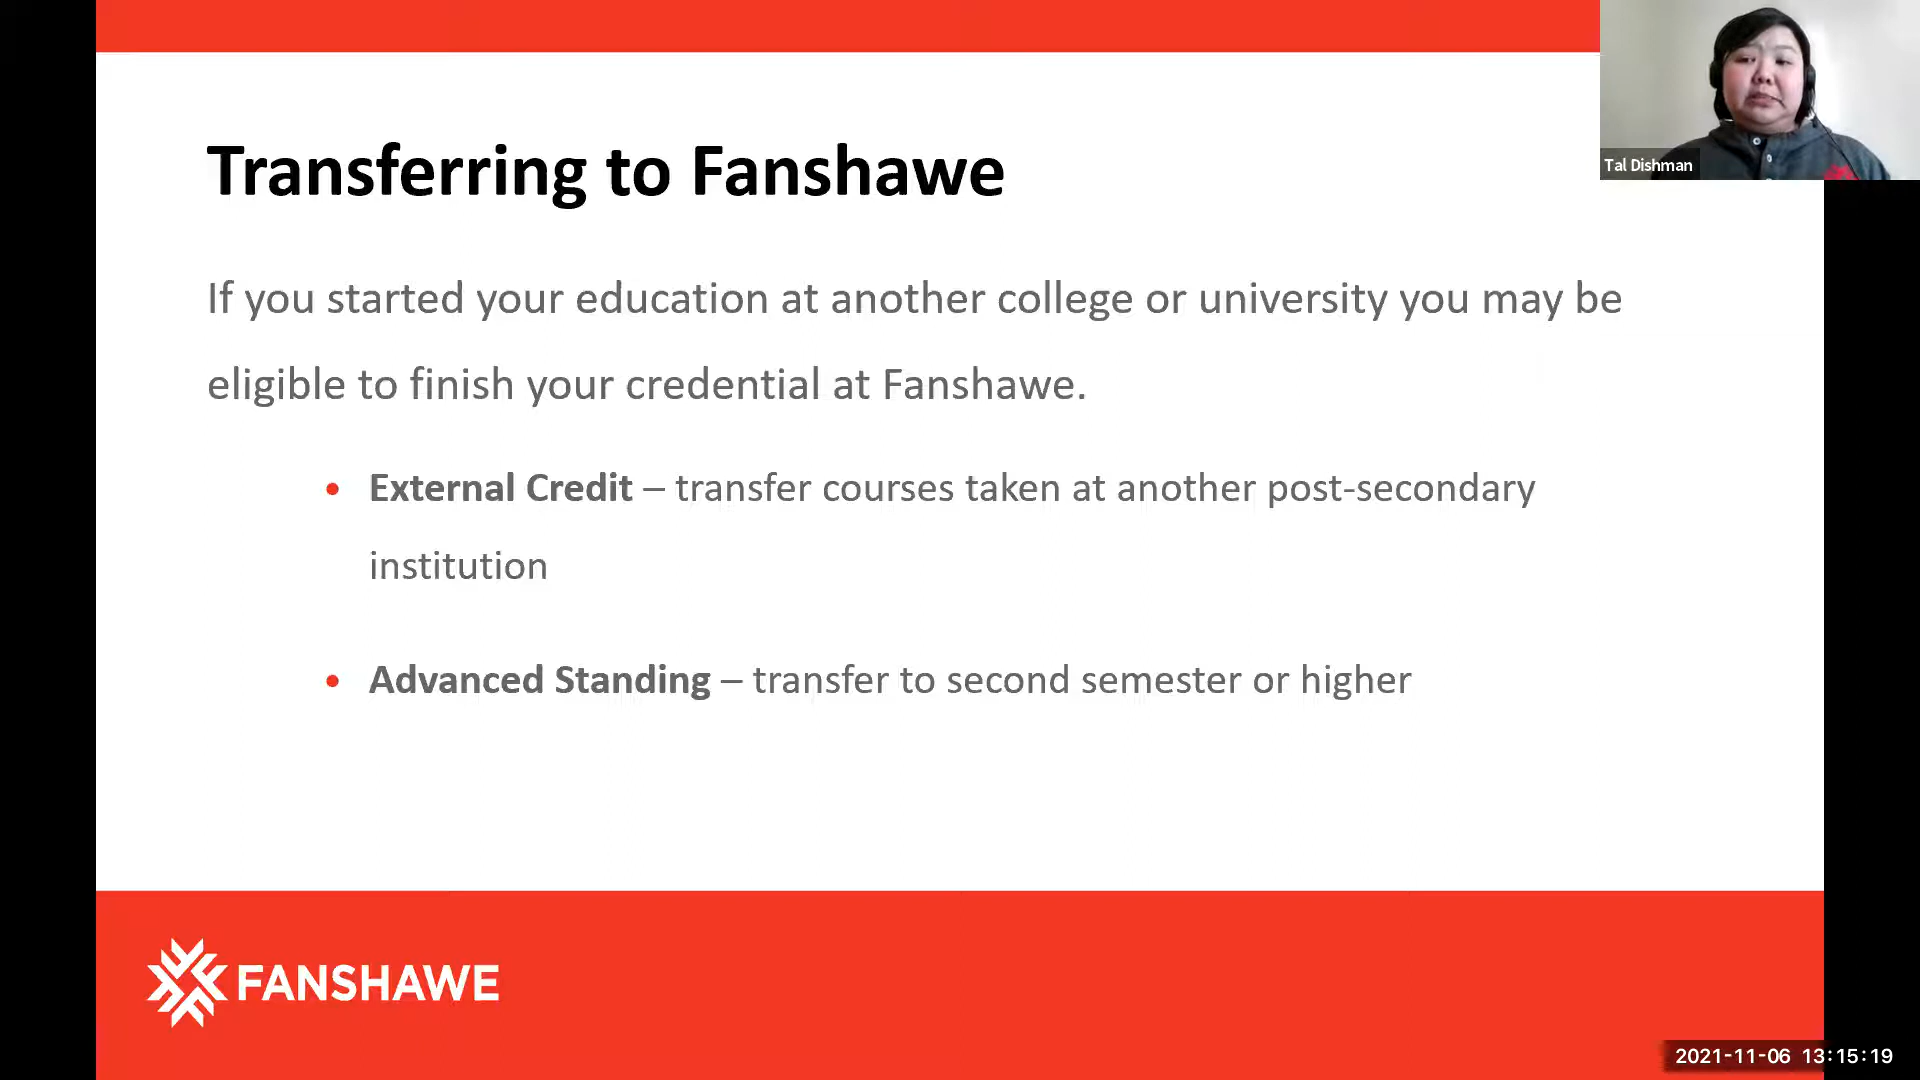 Transferring to Fanshawe
Tal Dishman
If you started your education at another college or university you may be
eligible to finish your credential at Fanshawe.
• External Credit – transfer courses taken at another post-secondary
institution
• Advanced Standing – transfer to second semester or higher
FANSHAWE
2021-11-06 13:15:19